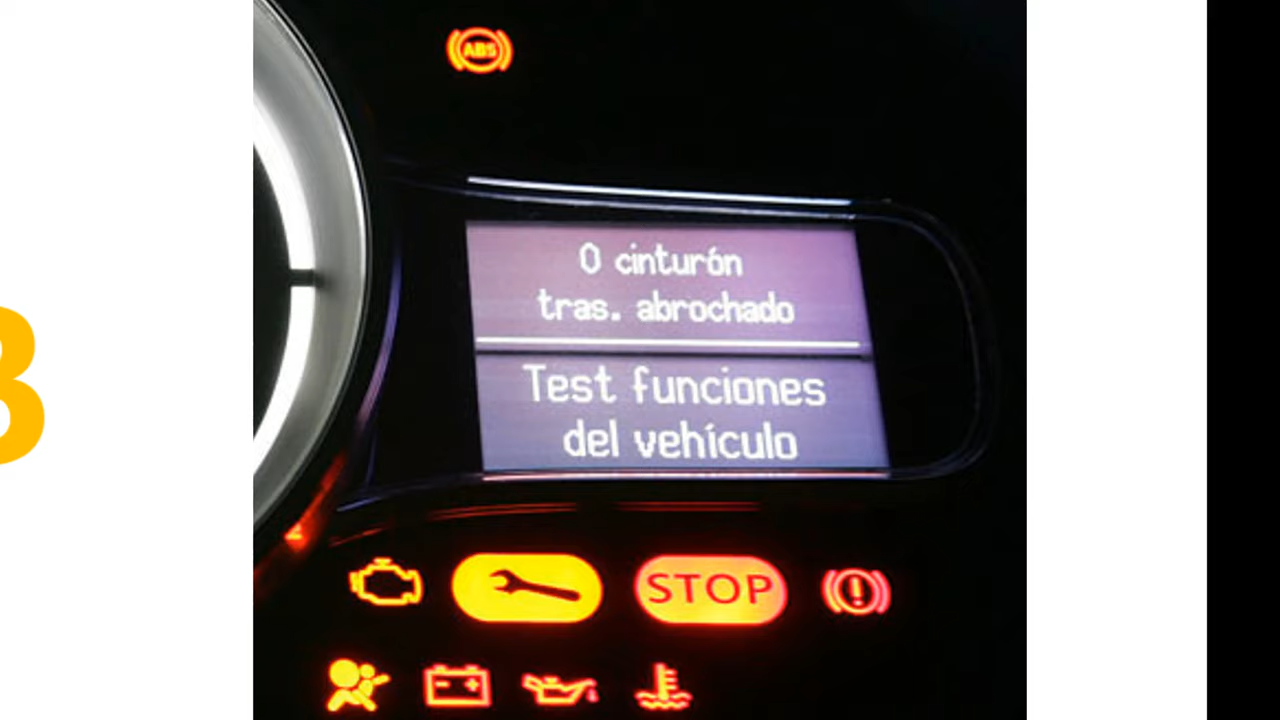 ABS
0 cinturón
tras. abrochado
Test funciones
del vehículo
STOP